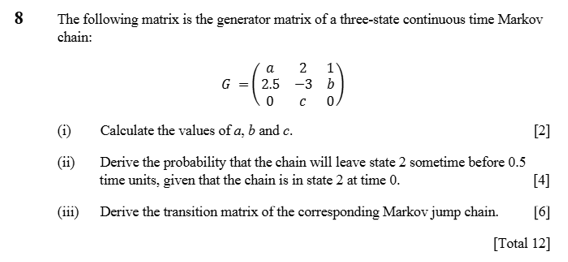 8 The following matrix is the generator matrix of a three-state continuous time Markov
chain:
a 2 1
G = 2.5 -3 b
0 c 0
(i) Calculate the values of a, b and c. [2]
(ii) Derive the probability that the chain will leave state 2 sometime before 0.5
time units, given that the chain is in state 2 at time 0. [4]
(iii) Derive the transition matrix of the corresponding Markov jump chain. [6]
[Total 12]